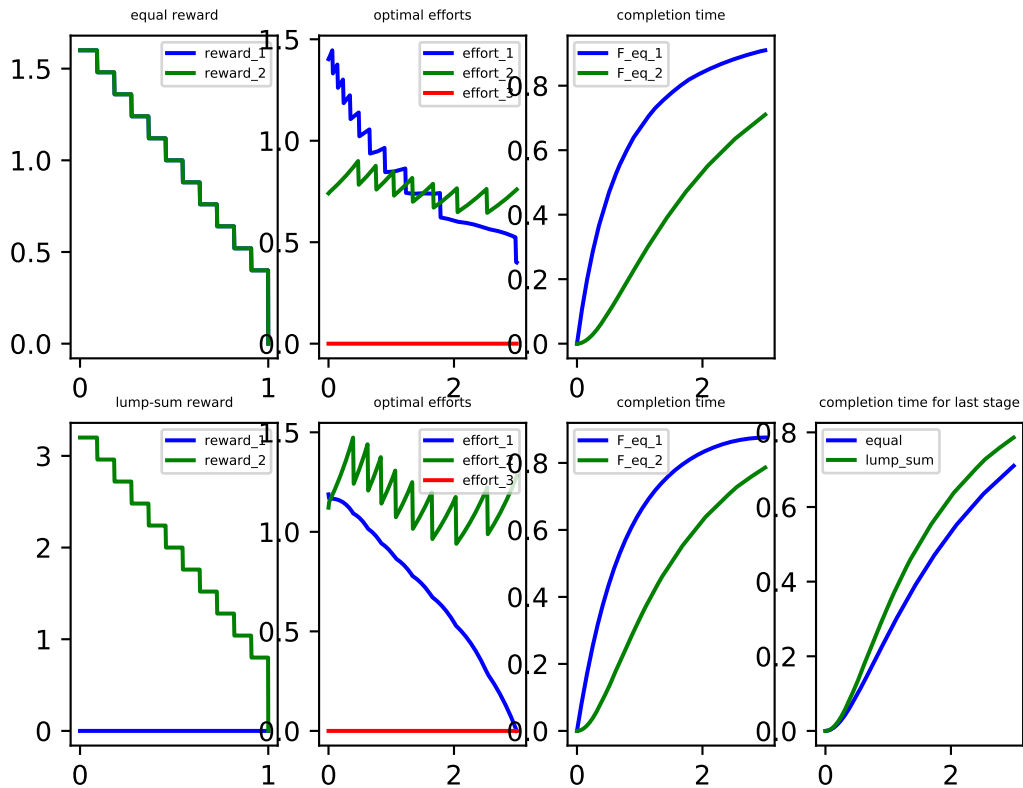 equal reward
optimal efforts
completion time
reward_1
reward_2
effort_1
effort_2
effort_3
F_eq_1
F_eq_2
1.5
1.0
0.5
0.0
0
1
1.5
1.0
0.5
0.0
0
2
0.8
0.6
0.4
0.2
0.0
0
2
lump-sum reward
optimal efforts
completion time
completion time for last stage
reward_1
reward_2
effort_1
effort_2
effort_3
F_eq_1
F_eq_2
equal
lump_sum
3
2
1
0
0
1
1.5
1.0
0.5
0.0
0
2
0.8
0.6
0.4
0.2
0.0
0
2
0.8
0.6
0.4
0.2
0.0
0
2